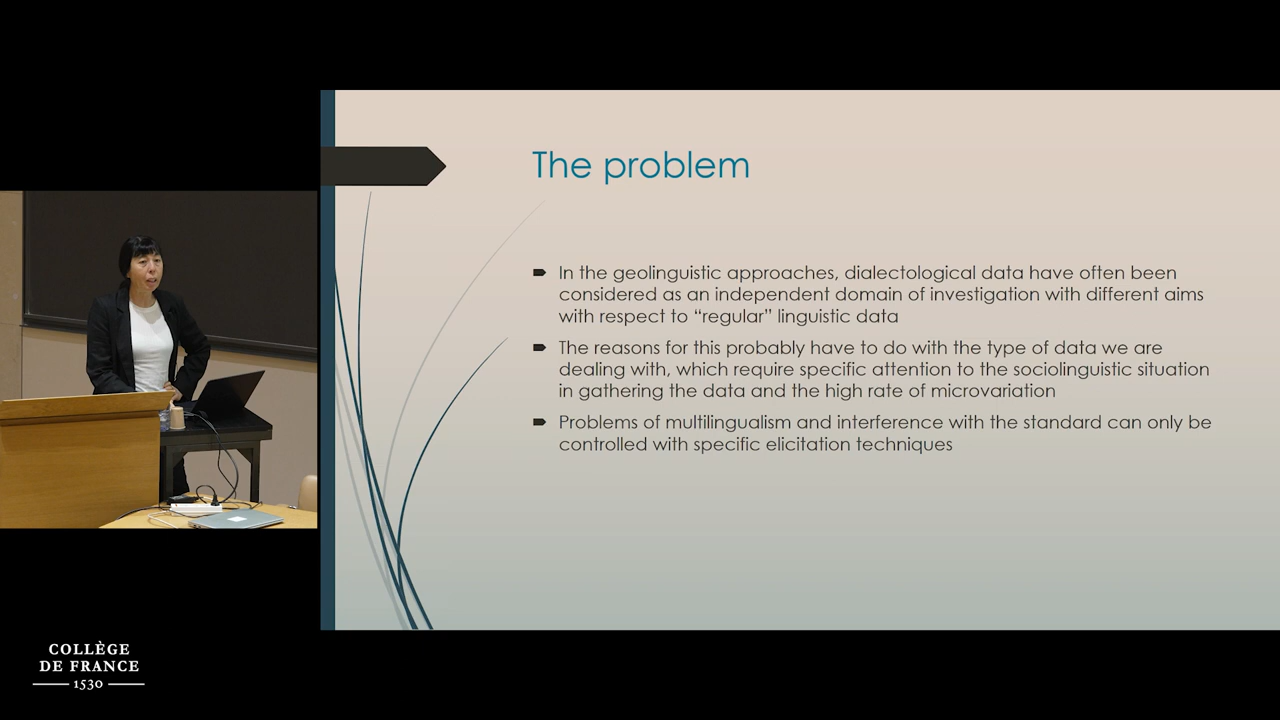 The problem
In the geolinguistic approaches, dialectological data have often been
considered as an independent domain of investigation with different aims
with respect to “regular” linguistic data
The reasons for this probably have to do with the type of data we are
dealing with, which require specific attention to the sociolinguistic situation
in gathering the data and the high rate of microvariation
Problems of multilingualism and interference with the standard can only be
controlled with specific elicitation techniques
COLLÈGE
DE FRANCE
1530